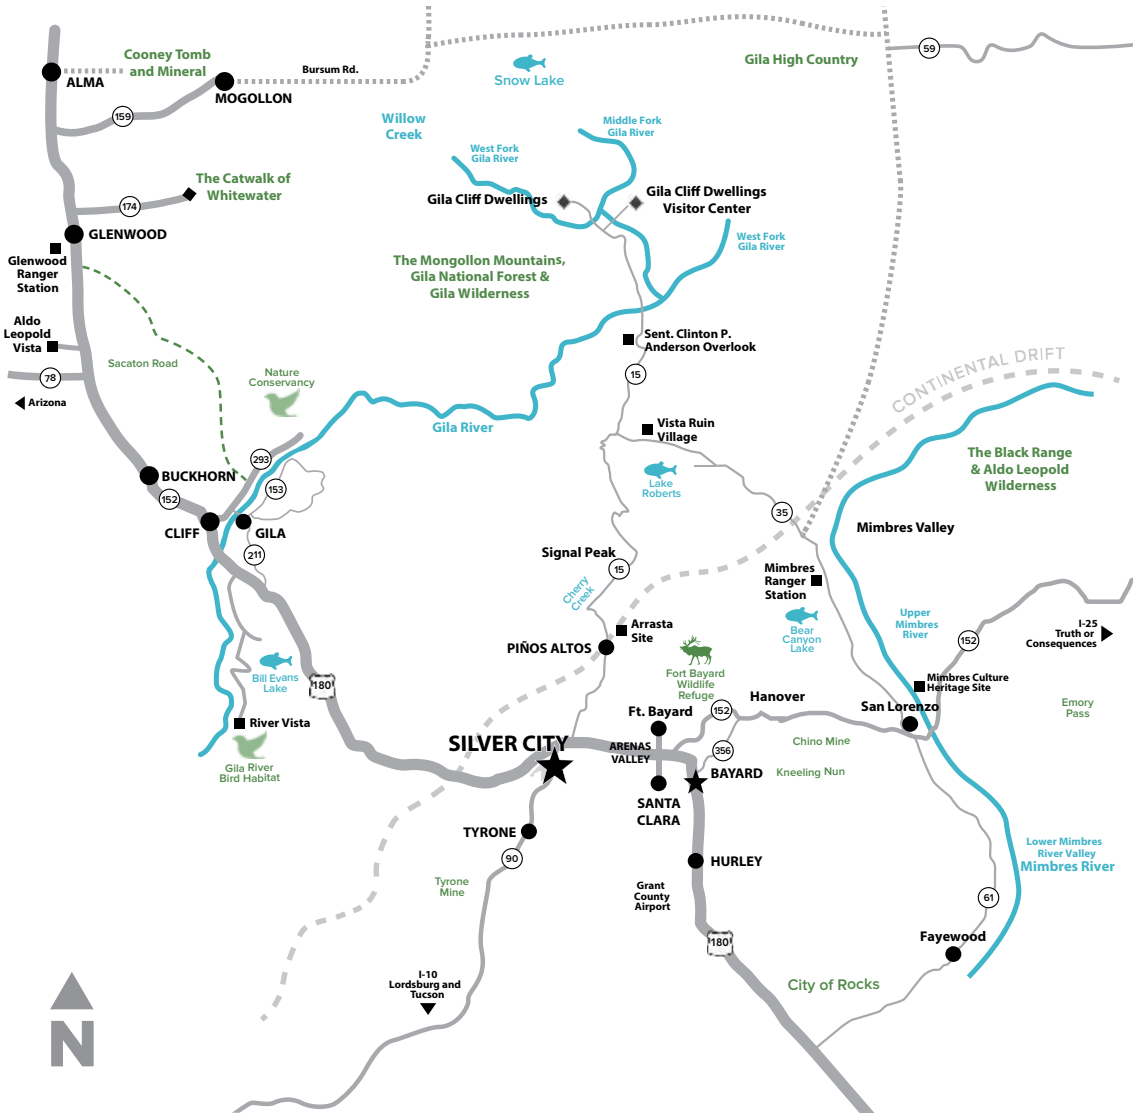 59
Cooney Tomb
and Mineral
Gila High Country
Bursum Rd.
Snow Lake
ALMA
MOGOLLON
159
Willow
Creek
Middle Fork
Gila River
West Fork
Gila River
The Catwalk of
Whitewater
174
Gila Cliff Dwellings
Gila Cliff Dwellings
Visitor Center
GLENWOOD
West Fork
Gila River
Glenwood
Ranger
Station
The Mongollon Mountains,
Gila National Forest &
Gila Wilderness
Aldo
Leopold
Vista
Sent. Clinton P.
Anderson Overlook
Sacaton Road
78
Arizona
Nature
Conservancy
15
CONTINENTAL DRIFT
Gila River
Vista Ruin
Village
293
The Black Range
& Aldo Leopold
Wilderness
BUCKHORN
153
Lake
Roberts
152
35
CLIFF
GILA
Mimbres Valley
211
Signal Peak
15
Cherry
Creek
Mimbres
Ranger
Station
Bear
Canyon
Lake
Upper
Mimbres
River
I-25
Truth or
Consequences
152
Arrasta
Site
PIÑOS ALTOS
Fort Bayard
Wildlife
Refuge
Bill Evans
Lake
180
Mimbres Culture
Heritage Site
Hanover
San Lorenzo
Emory
Pass
River Vista
Ft. Bayard
152
SILVER CITY
ARENAS
VALLEY
356
Chino Mine
Gila River
Bird Habitat
BAYARD
Kneeling Nun
SANTA
CLARA
TYRONE
90
HURLEY
Lower Mimbres
River Valley
Mimbres River
Tyrone
Mine
Grant
County
Airport
61
Fayewood
180
I-10
Lordsburg and
Tucson
City of Rocks
N